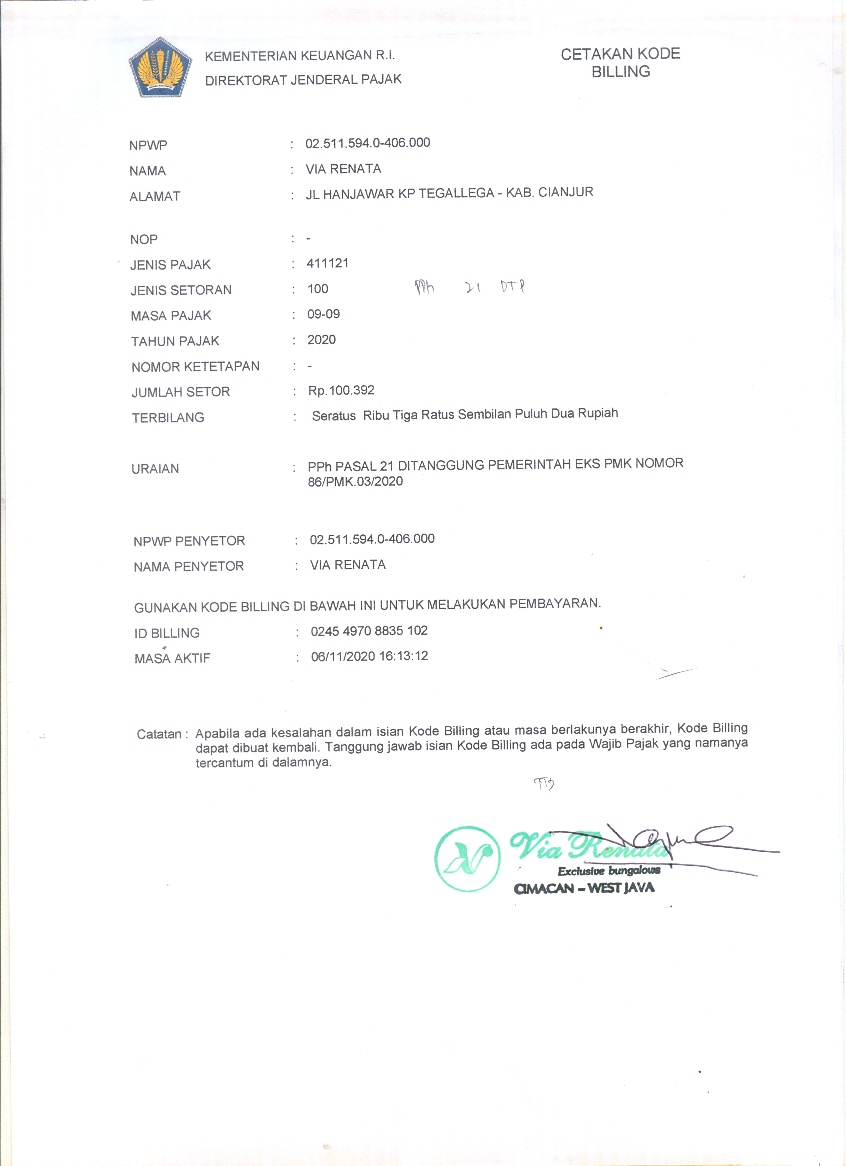 KEMENTERIAN KEUANGAN R.I.
DIREKTORAT JENDERAL PAJAK
CETAKAN KODE
BILLING
NPWP : 02.511.594.0-406.000
NAMA : VIA RENATA
ALAMAT : JL HANJAWAR KP TEGALLEGA - KAB. CIANJUR
NOP : -
JENIS PAJAK : 411121
JENIS SETORAN : 100 PPh 21 DTP
MASA PAJAK : 09-09
TAHUN PAJAK : 2020
NOMOR KETETAPAN : -
JUMLAH SETOR : Rp.100.392
TERBILANG : Seratus Ribu Tiga Ratus Sembilan Puluh Dua Rupiah
URAIAN : PPh PASAL 21 DITANGGUNG PEMERINTAH EKS PMK NOMOR
86/PMK.03/2020
NPWP PENYETOR : 02.511.594.0-406.000
NAMA PENYETOR : VIA RENATA
GUNAKAN KODE BILLING DI BAWAH INI UNTUK MELAKUKAN PEMBAYARAN.
ID BILLING : 0245 4970 8835 102
MASA AKTIF : 06/11/2020 16:13:12
Catatan : Apabila ada kesalahan dalam isian Kode Billing atau masa berlakunya berakhir, Kode Billing
dapat dibuat kembali. Tanggung jawab isian Kode Billing ada pada Wajib Pajak yang namanya
tercantum di dalamnya.
Via Renata
Exclusive bungalows
CIMACAN - WEST JAVA